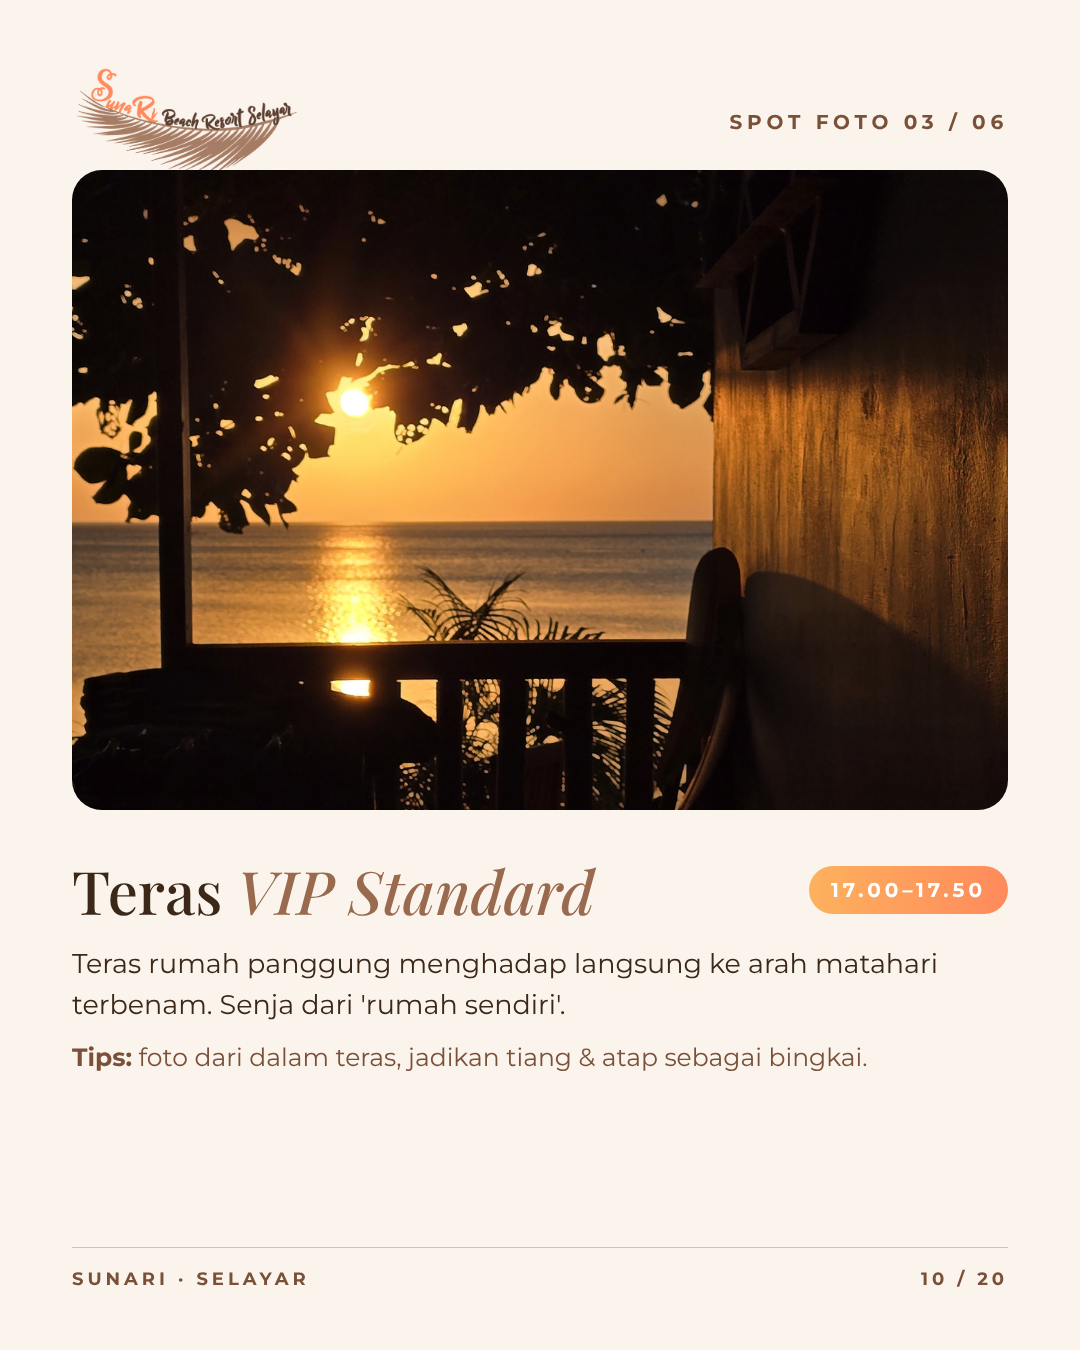 SunaRi Beach Resort Selayar
SPOT FOTO 03 / 06
Teras VIP Standard
17.00–17.50
Teras rumah panggung menghadap langsung ke arah matahari
terbenam. Senja dari 'rumah sendiri'.
Tips: foto dari dalam teras, jadikan tiang & atap sebagai bingkai.
SUNARI · SELAYAR
10 / 20